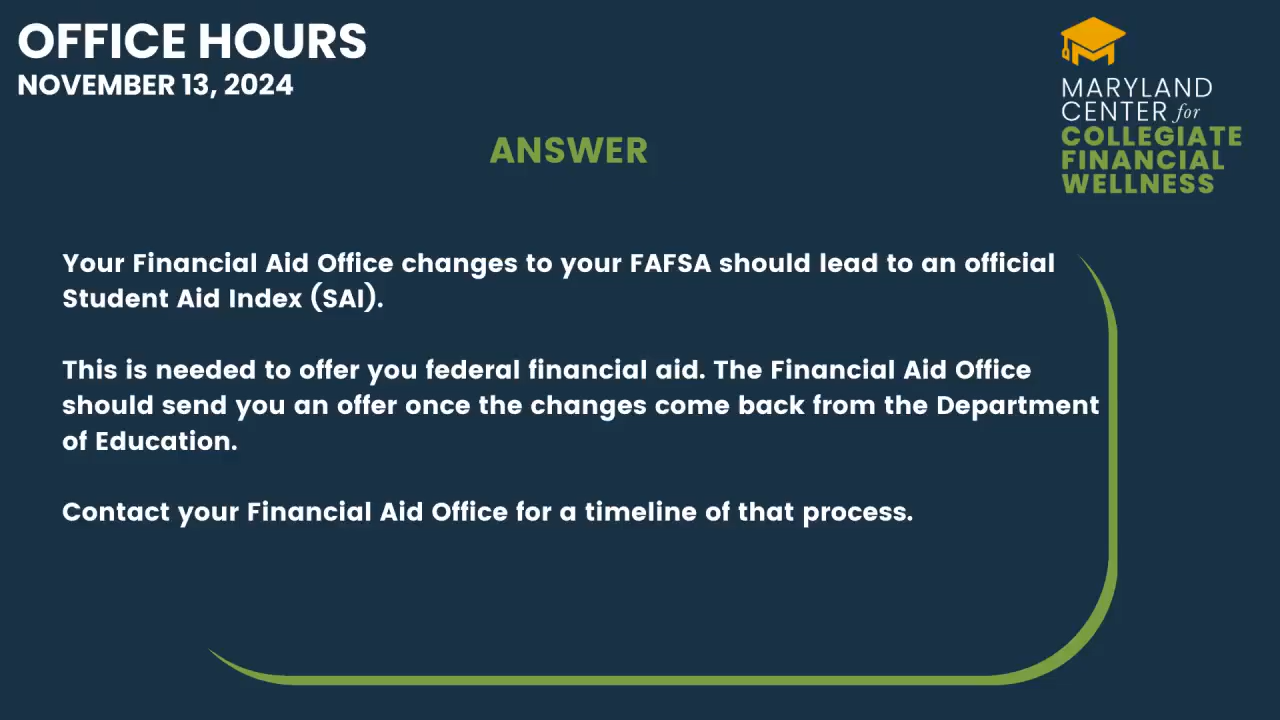 OFFICE HOURS
NOVEMBER 13, 2024
MARYLAND
CENTER for
COLLEGIATE
FINANCIAL
WELLNESS
ANSWER
Your Financial Aid Office changes to your FAFSA should lead to an official
Student Aid Index (SAI).
This is needed to offer you federal financial aid. The Financial Aid Office
should send you an offer once the changes come back from the Department
of Education.
Contact your Financial Aid Office for a timeline of that process.